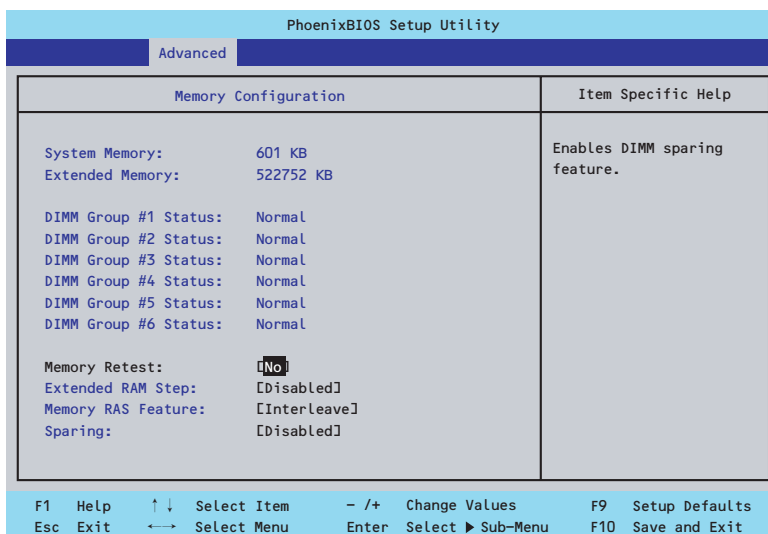 PhoenixBIOS Setup Utility
Advanced
Memory Configuration
Item Specific Help
System Memory: 601 KB
Extended Memory: 522752 KB
DIMM Group #1 Status: Normal
DIMM Group #2 Status: Normal
DIMM Group #3 Status: Normal
DIMM Group #4 Status: Normal
DIMM Group #5 Status: Normal
DIMM Group #6 Status: Normal
Memory Retest: [No]
Extended RAM Step: [Disabled]
Memory RAS Feature: [Interleave]
Sparing: [Disabled]
Enables DIMM sparing
feature.
F1 Help ↑↓ Select Item − /+ Change Values F9 Setup Defaults
Esc Exit ←→ Select Menu Enter Select ▶ Sub−Menu F10 Save and Exit